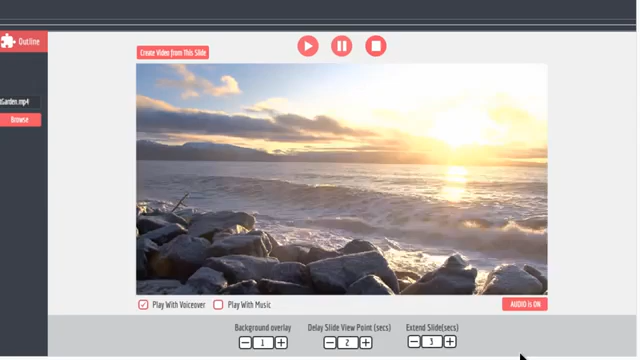 Outline
Create Video from This Slide
Garden.mp4
Browse
Play With Voiceover
Play With Music
AUDIO is ON
Background overlay
Delay Slide View Point (secs)
Extend Slide(secs)
1
2
3